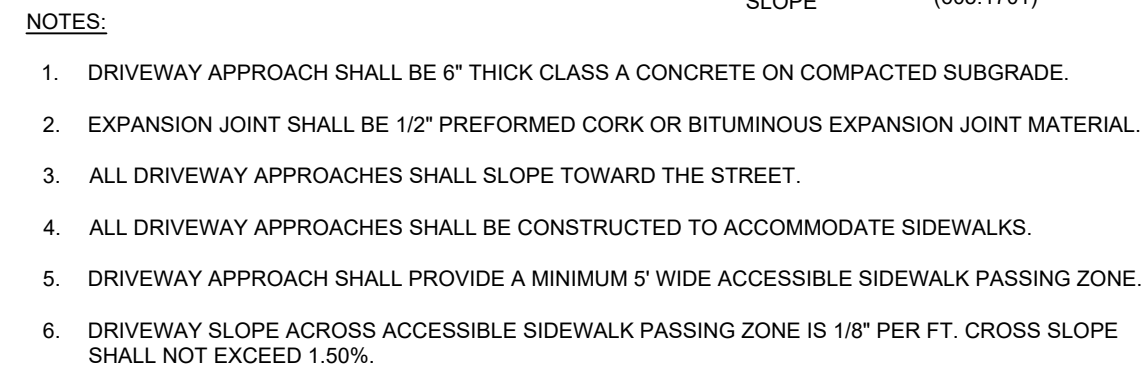 SLOPE
NOTES:
1. DRIVEWAY APPROACH SHALL BE 6" THICK CLASS A CONCRETE ON COMPACTED SUBGRADE.
2. EXPANSION JOINT SHALL BE 1/2" PREFORMED CORK OR BITUMINOUS EXPANSION JOINT MATERIAL.
3. ALL DRIVEWAY APPROACHES SHALL SLOPE TOWARD THE STREET.
4. ALL DRIVEWAY APPROACHES SHALL BE CONSTRUCTED TO ACCOMMODATE SIDEWALKS.
5. DRIVEWAY APPROACH SHALL PROVIDE A MINIMUM 5' WIDE ACCESSIBLE SIDEWALK PASSING ZONE.
6. DRIVEWAY SLOPE ACROSS ACCESSIBLE SIDEWALK PASSING ZONE IS 1/8" PER FT. CROSS SLOPE
SHALL NOT EXCEED 1.50%.